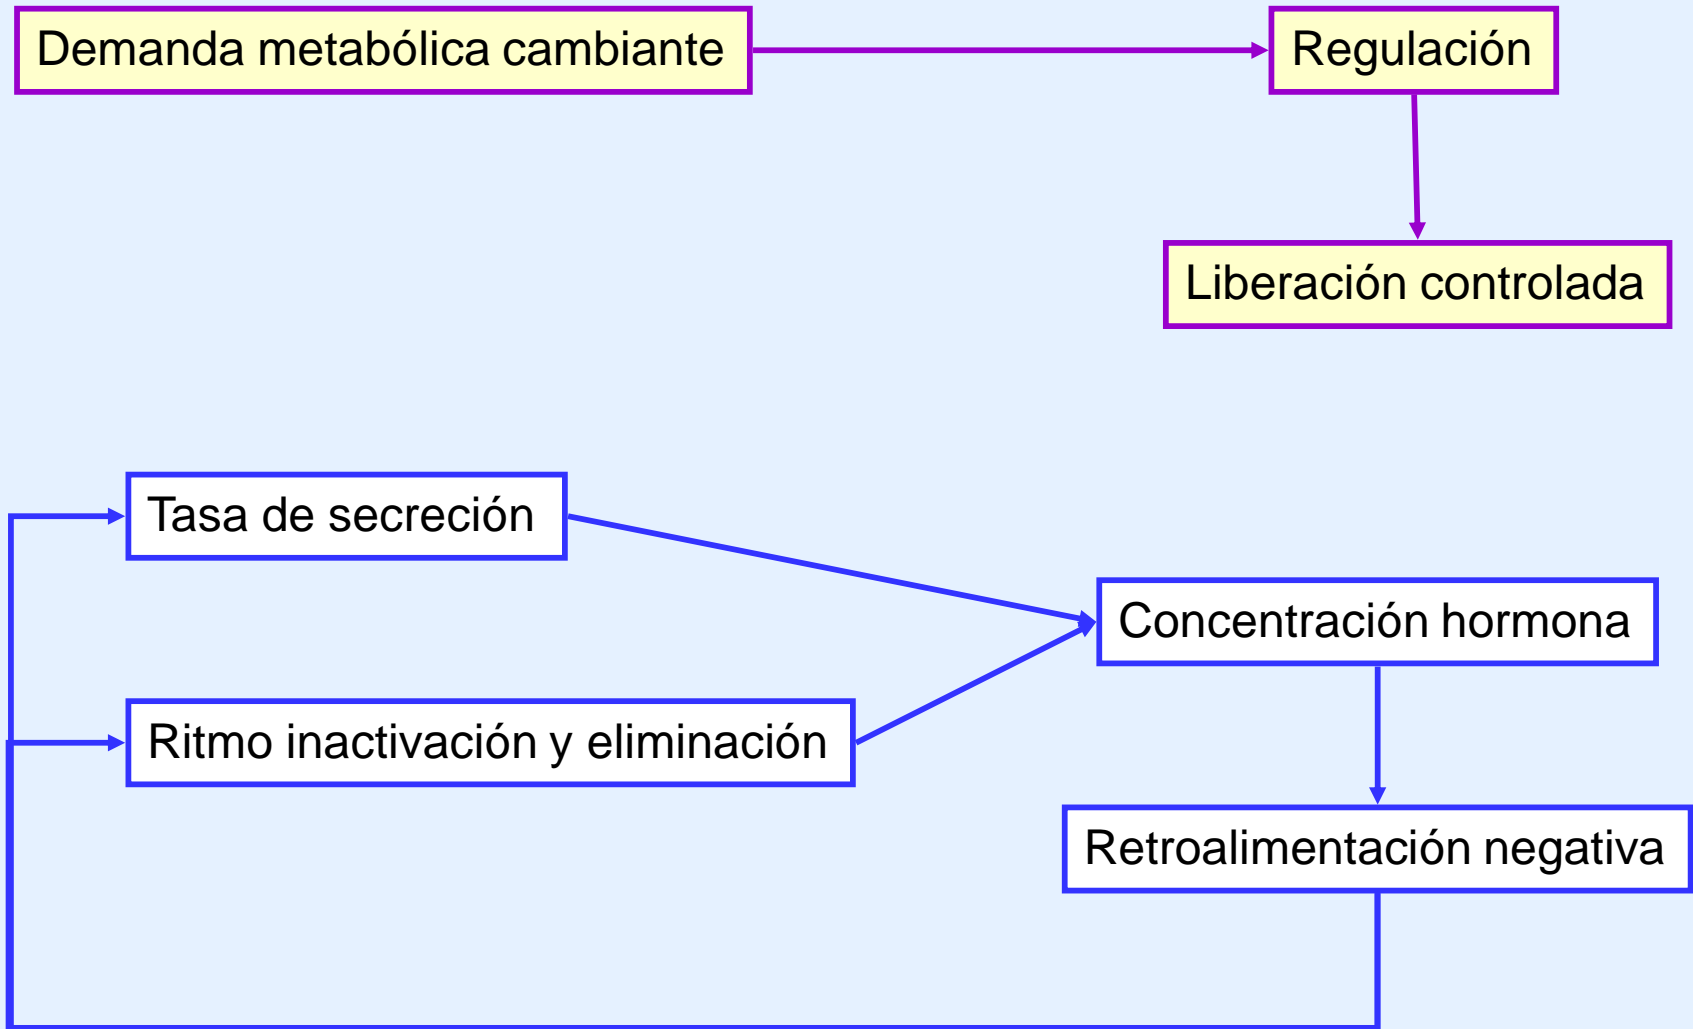 Demanda metabólica cambiante
Regulación
Liberación controlada
Tasa de secreción
Concentración hormona
Ritmo inactivación y eliminación
Retroalimentación negativa